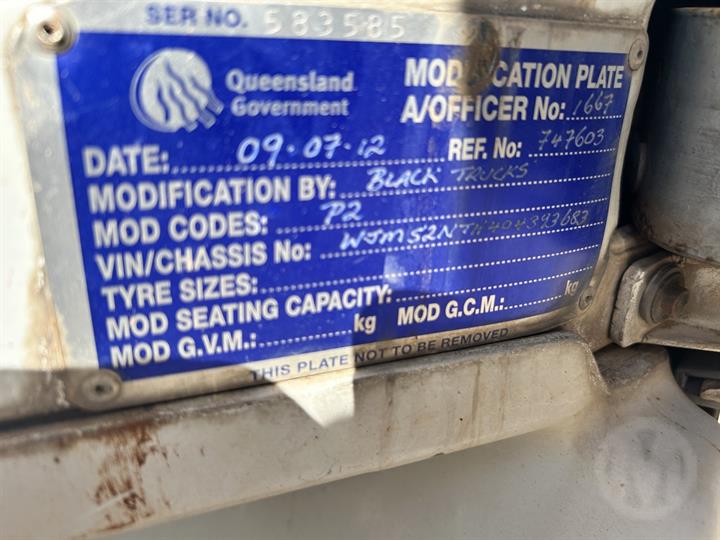 SER NO. 583585
Queensland Government
MODIFICATION PLATE
A/OFFICER No: 1667
DATE: 09.07.12 REF. No: 747603
MODIFICATION BY: BLACK TRUCKS
MOD CODES: P2
VIN/CHASSIS No: WJMS2NTH404393683
TYRE SIZES:
MOD SEATING CAPACITY: kg
MOD G.V.M.: kg MOD G.C.M.:
THIS PLATE NOT TO BE REMOVED